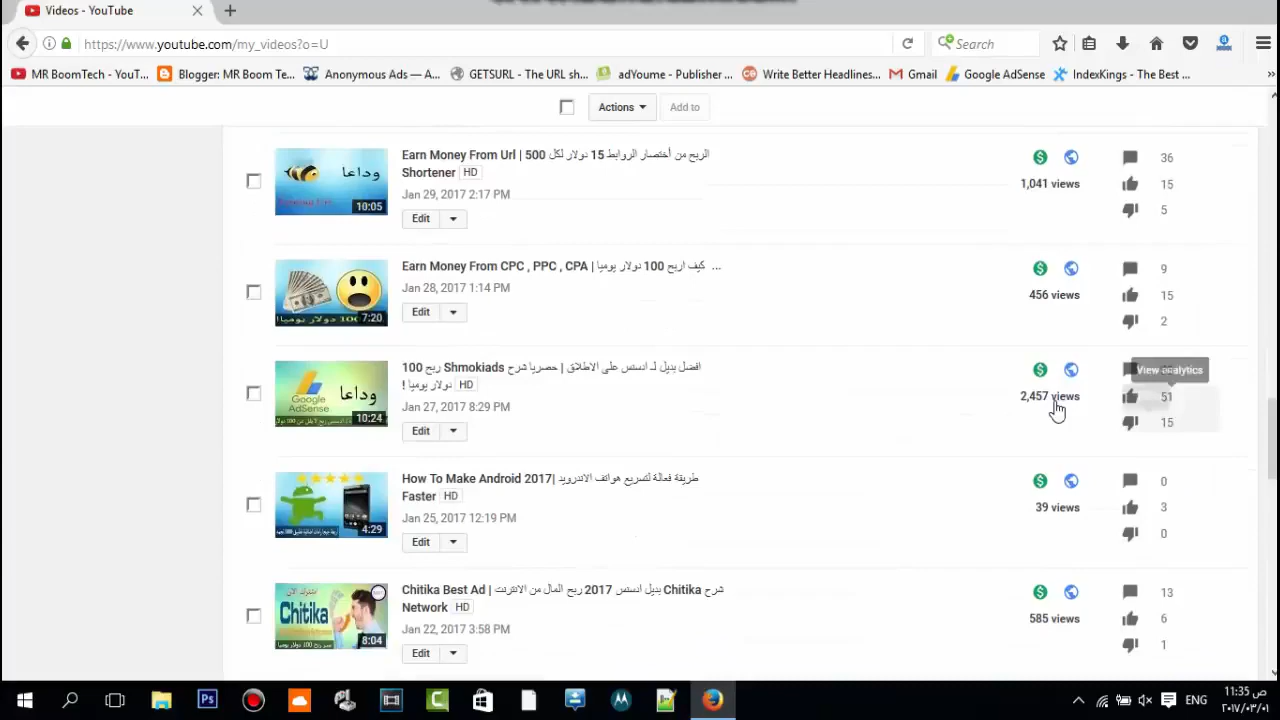 Videos - YouTube
https://www.youtube.com/my_videos?o=U
Search
MR BoomTech - YouT...
Blogger: MR Boom Te...
Anonymous Ads — A...
GETSURL - The URL sh...
adYoume - Publisher ...
Write Better Headlines...
Gmail
Google AdSense
IndexKings - The Best ...
Actions
Add to
Earn Money From Url | الربح من أختصار الروابط 15 دولار لكل 500
Shortener HD
Jan 29, 2017 2:17 PM
Edit
وداعا
10:05
1,041 views
36
15
5
Earn Money From CPC , PPC , CPA | كيف اربح 100 دولار يوميا ...
Jan 28, 2017 1:14 PM
Edit
7:20
456 views
9
15
2
افضل بديل لـ ادسنس على الاطلاق | حصريا شرح Shmokiads ربح 100
دولار يوميا ! HD
Jan 27, 2017 8:29 PM
Edit
Google
AdSense
وداعا
10:24
2,457 views
View analytics
51
15
How To Make Android 2017| طريقة فعالة لتسريع هواتف الاندرويد
Faster HD
Jan 25, 2017 12:19 PM
Edit
4:29
39 views
0
3
0
Chitika Best Ad | شرح Chitika بديل ادسنس 2017 ربح المال من الانترنت
Network HD
Jan 22, 2017 3:58 PM
Edit
Chitika
8:04
585 views
13
6
1
ENG
11:35 ص
٢٠١٧/٠٣/٠١